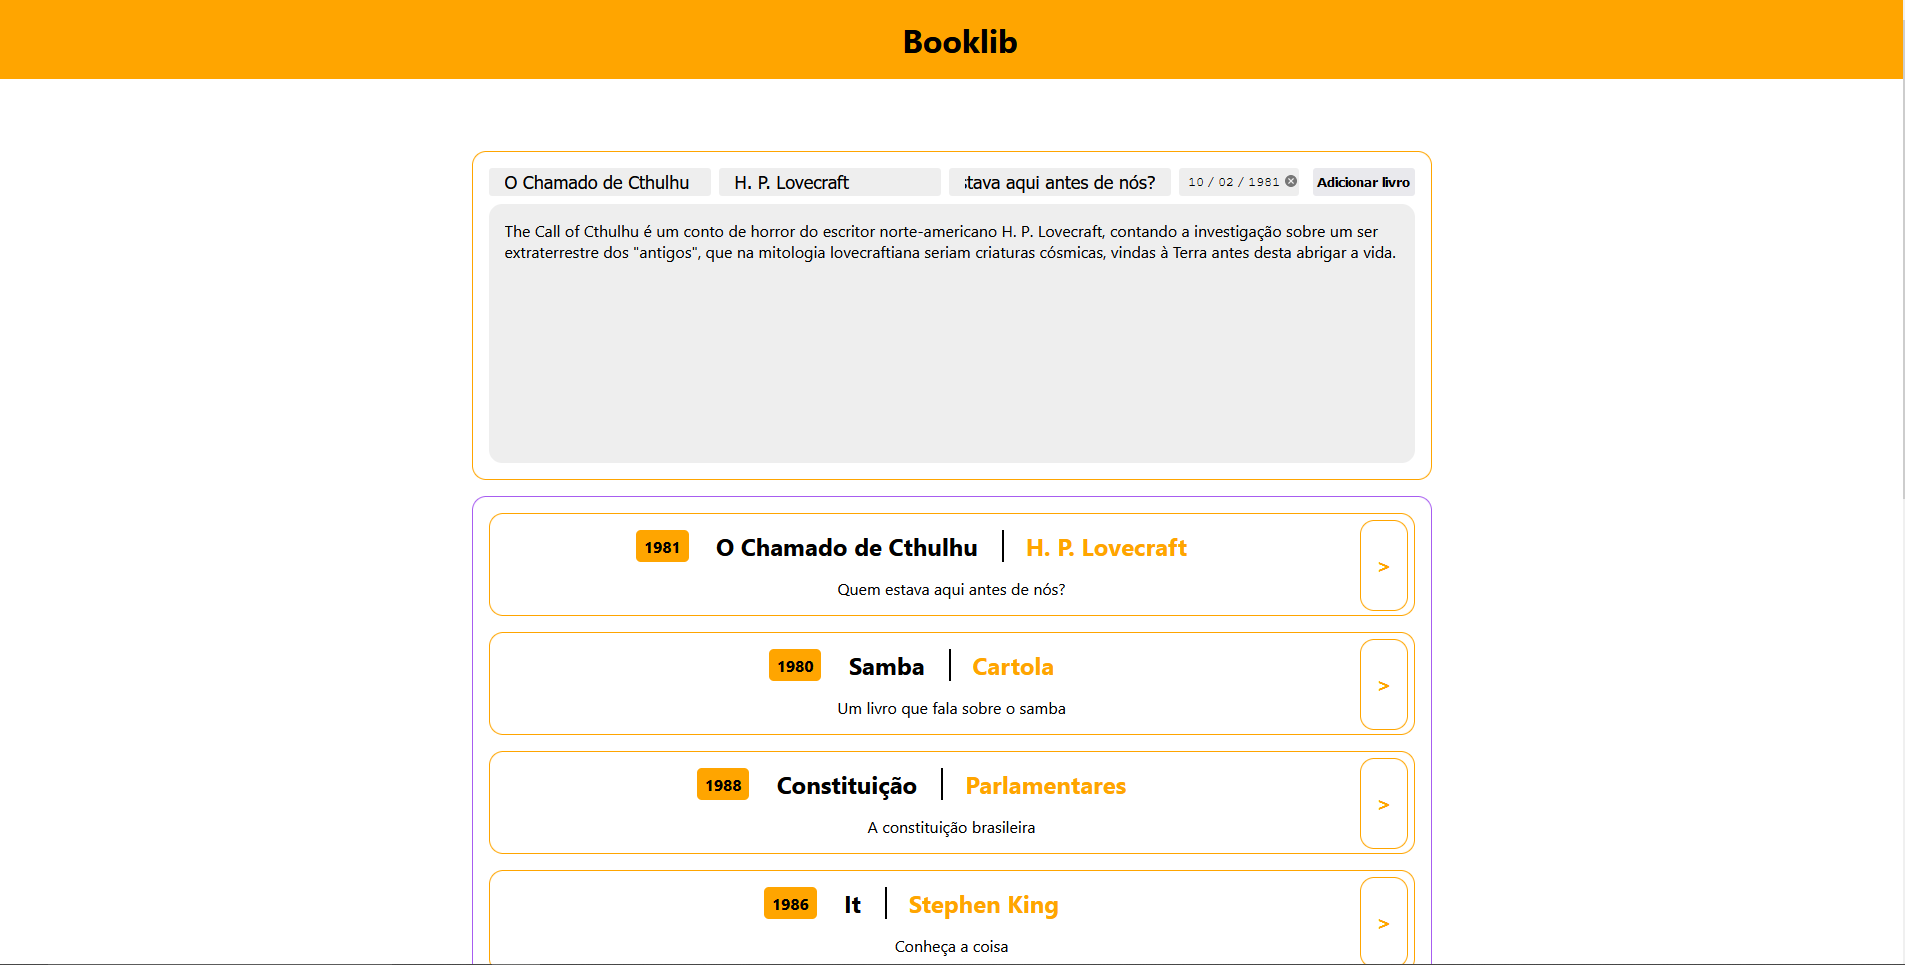 Booklib
O Chamado de Cthulhu H. P. Lovecraft stava aqui antes de nós? 10 / 02 / 1981 Adicionar livro
The Call of Cthulhu é um conto de horror do escritor norte-americano H. P. Lovecraft, contando a investigação sobre um ser
extraterrestre dos "antigos", que na mitologia lovecraftiana seriam criaturas cósmicas, vindas à Terra antes desta abrigar a vida.
1981 O Chamado de Cthulhu H. P. Lovecraft
Quem estava aqui antes de nós?
>
1980 Samba Cartola
Um livro que fala sobre o samba
>
1988 Constituição Parlamentares
A constituição brasileira
>
1986 It Stephen King
Conheça a coisa
>